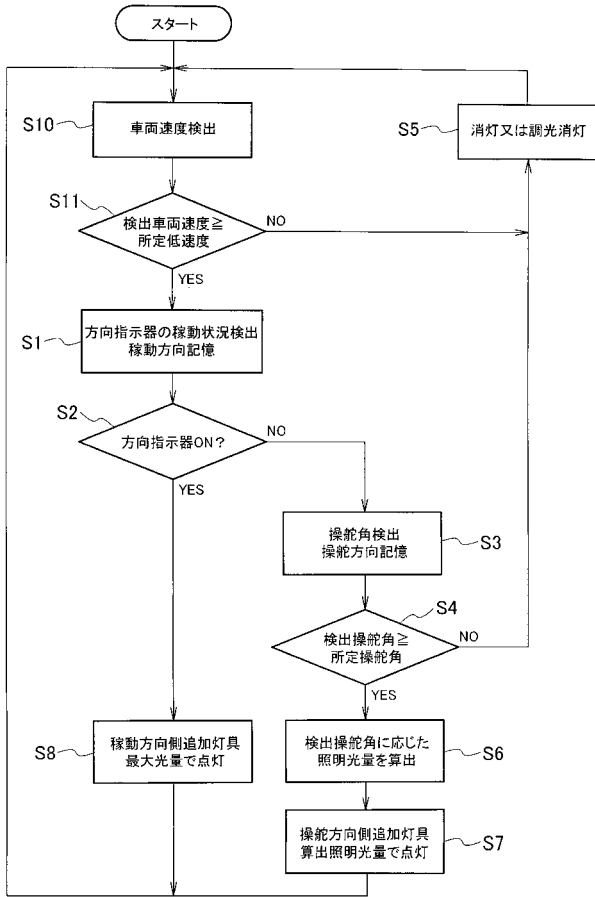 スタート
S10
車両速度検出
S5
消灯又は調光消灯
S11
検出車両速度≧
所定低速度
NO
YES
S1
方向指示器の稼動状況検出
稼動方向記憶
S2
方向指示器ON?
NO
YES
操舵角検出
操舵方向記憶
S3
S4
検出操舵角≧
所定操舵角
NO
YES
S8
稼動方向側追加灯具
最大光量で点灯
検出操舵角に応じた
照明光量を算出
S6
操舵方向側追加灯具
算出照明光量で点灯
S7